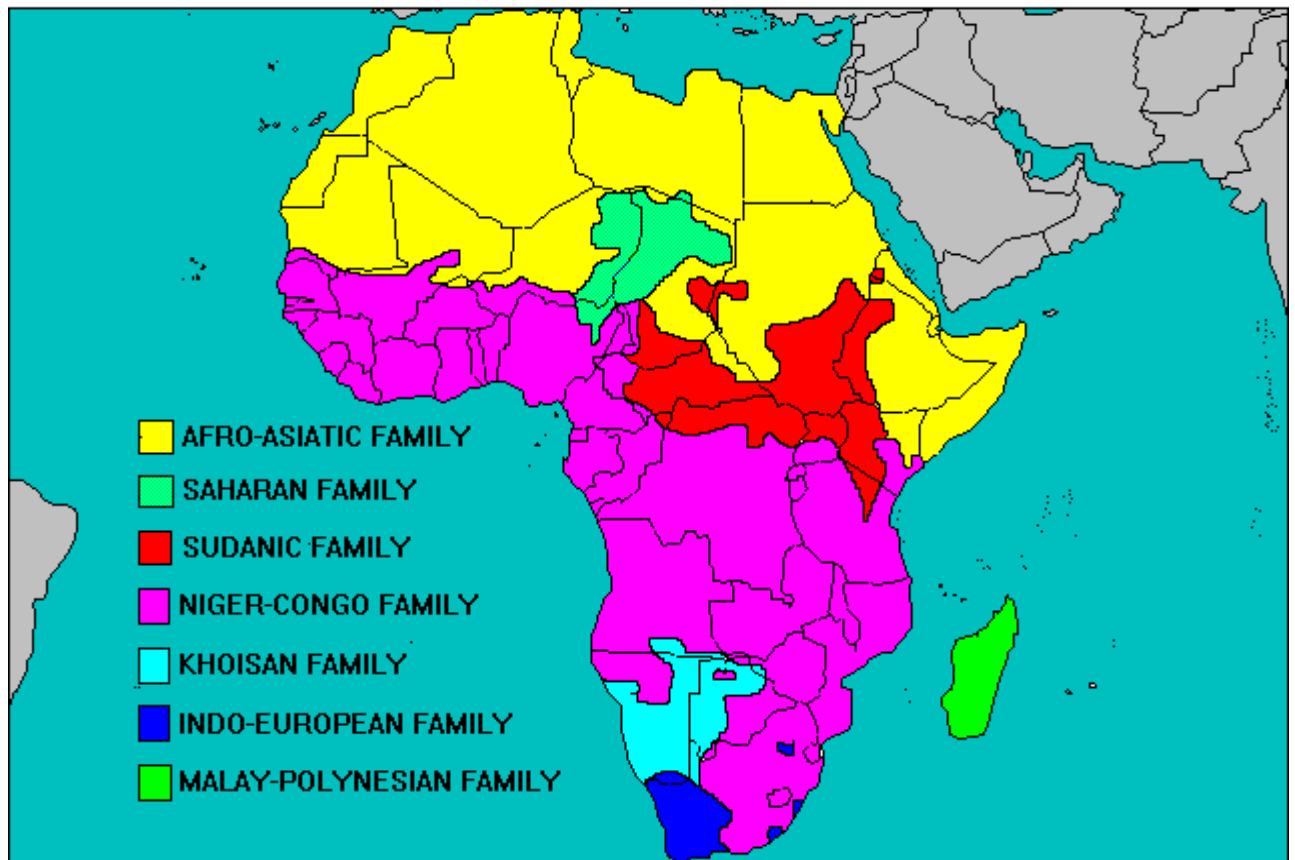 AFRO-ASIATIC FAMILY
SAHARAN FAMILY
SUDANIC FAMILY
NIGER-CONGO FAMILY
KHOISAN FAMILY
INDO-EUROPEAN FAMILY
MALAY-POLYNESIAN FAMILY